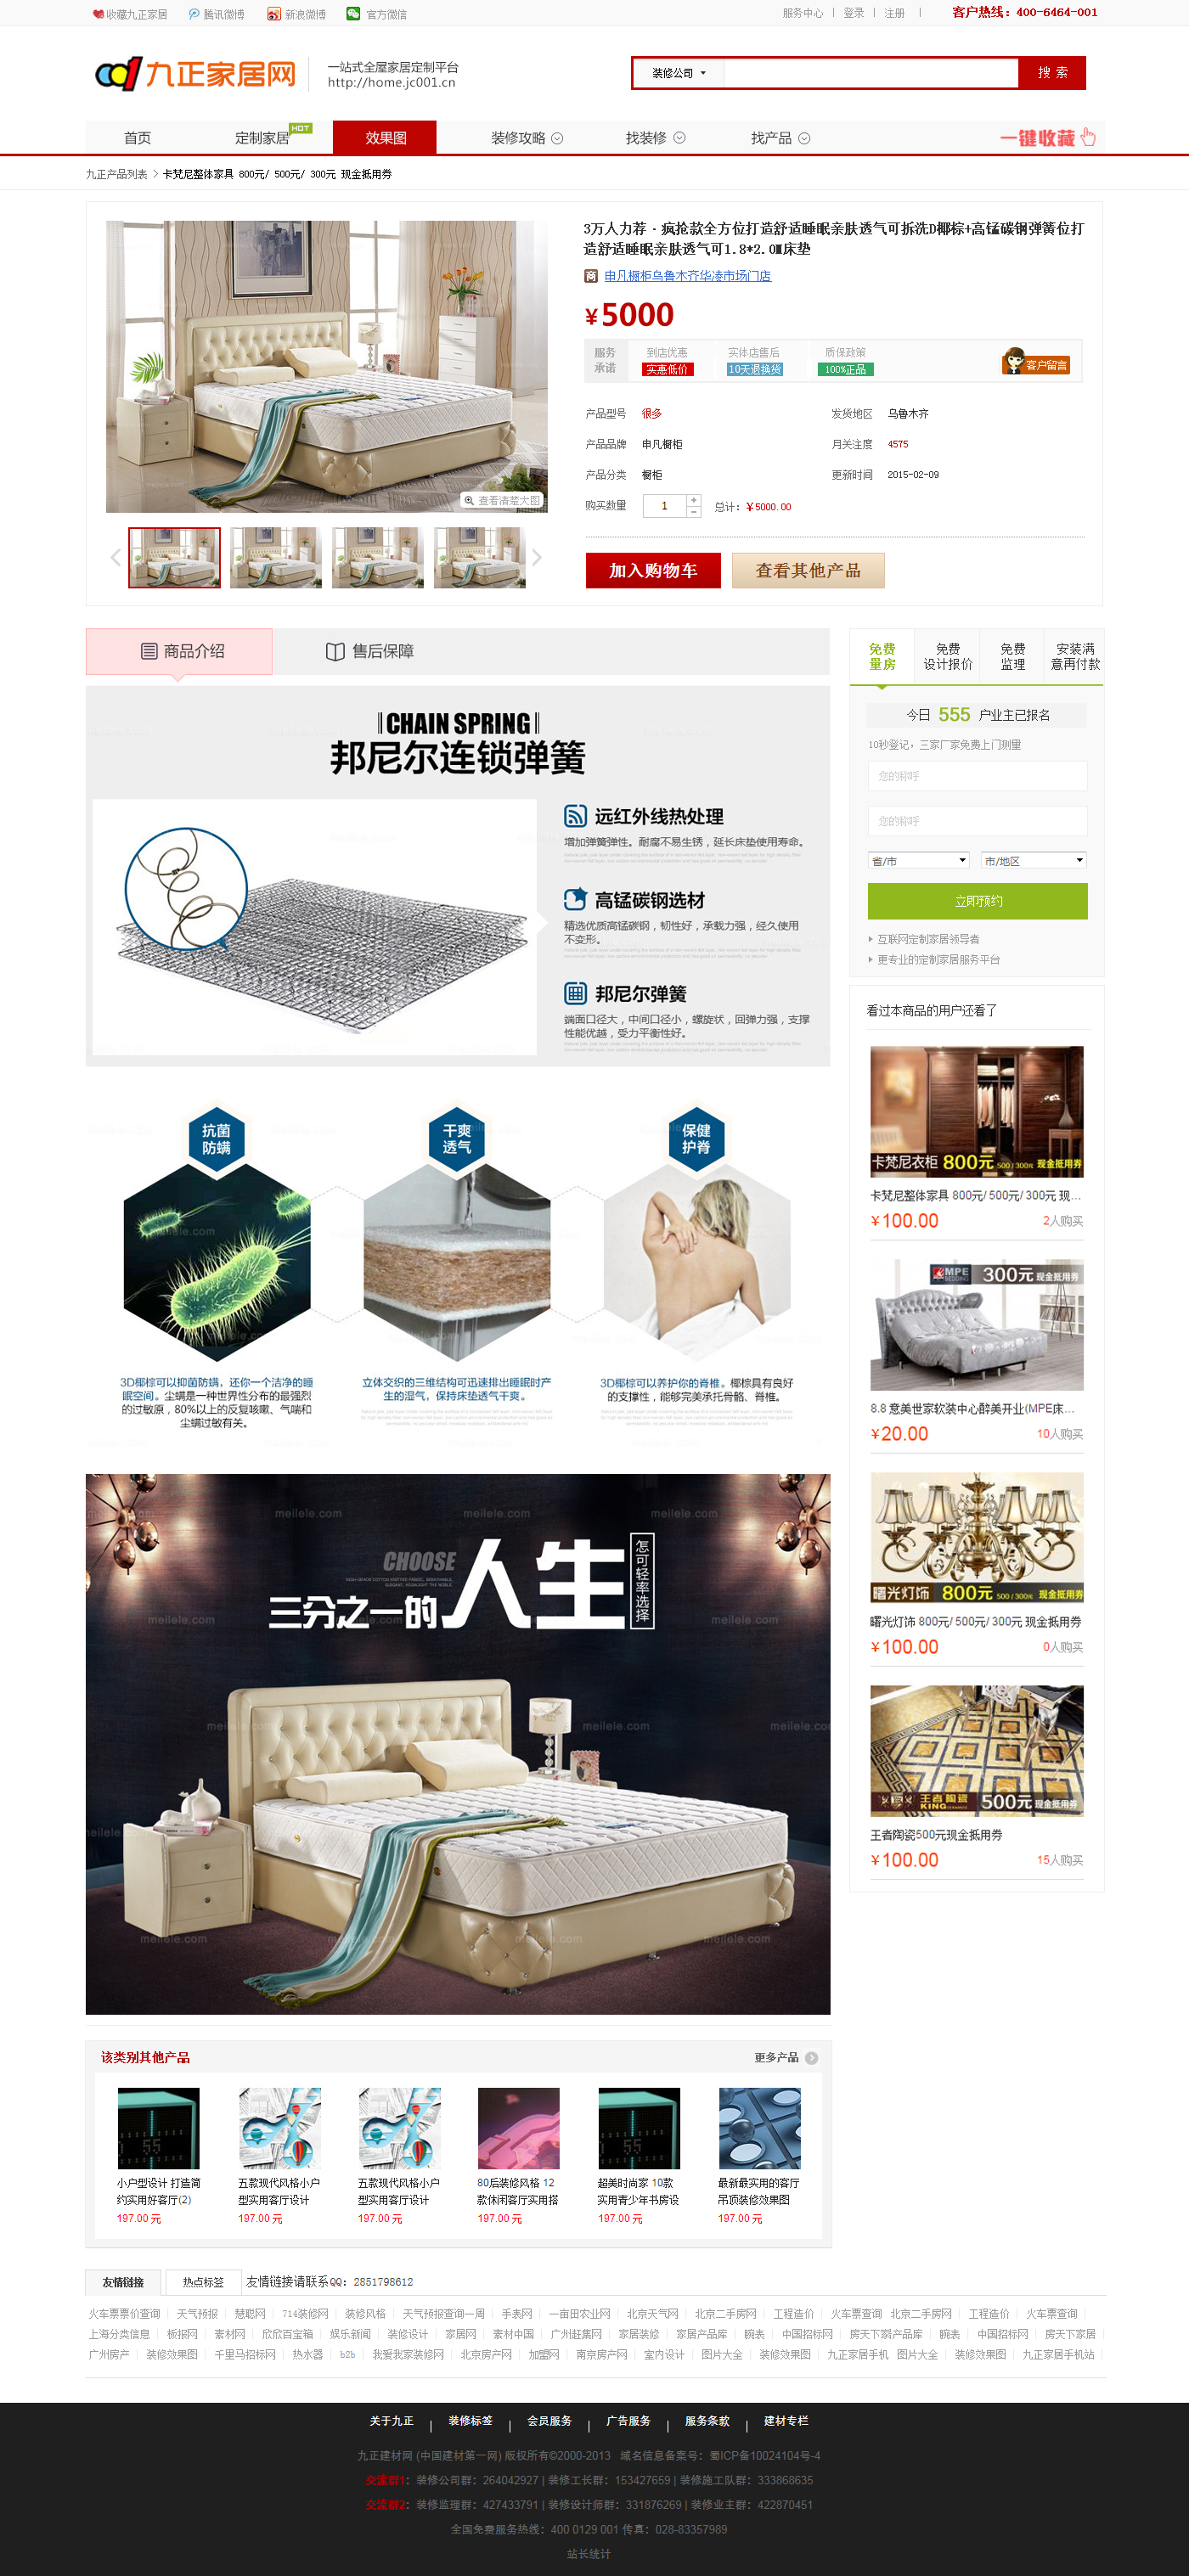 收藏九正家居 腾讯微博 新浪微博 官方微信 服务中心 | 登录 | 注册 | 客户热线：400-6464-001
九正家居网 一站式全屋家居定制平台
http://home.jc001.cn
装修公司 搜 索
首页 定制家居 HOT 效果图 装修攻略 找装修 找产品 一键收藏
九正产品列表 > 卡梵尼整体家具 800元/ 500元/ 300元 现金抵用券
3万人力荐 - 疯抢款全方位打造舒适睡眠亲肤透气可拆洗D椰棕+高锰碳钢弹簧位打
造舒适睡眠亲肤透气可1.8*2.0M床垫
商 申凡橱柜乌鲁木齐华凌市场门店
¥5000
服务
承诺
到店优惠 实体店售后 质保政策
实惠低价 10天退换货 100%正品 客户留言
产品型号 很多 发货地区 乌鲁木齐
产品品牌 申凡橱柜 月关注度 4575
产品分类 橱柜 更新时间 2015-02-09
购买数量 1 + - 总计：¥5000.00
查看清楚大图
加入购物车 查看其他产品
商品介绍 售后保障
CHAIN SPRING
邦尼尔连锁弹簧
远红外线热处理
增加弹簧弹性。耐腐不易生锈，延长床垫使用寿命。
高锰碳钢选材
精选优质高锰碳钢，韧性好，承载力强，经久使用
不变形。
邦尼尔弹簧
端面口径大，中间口径小，螺旋状，回弹力强，支撑
性能优越，受力平衡性好。
抗菌
防螨
干爽
透气
保健
护脊
3D椰棕可以抑菌防螨，还你一个洁净的睡
眠空间。尘螨是一种世界性分布的最强烈
的过敏原，80%以上的反复咳嗽、气喘和
尘螨过敏有关。
立体交织的三维结构可迅速排出睡眠时产
生的湿气，保持床垫透气干爽。
3D椰棕可以养护你的脊椎。椰棕具有良好
的支撑性，能够完美承托骨骼、脊椎。
CHOOSE
三分之一的人生
怎可轻率选择
meilele.com
免费
量房
免费
设计报价
免费
监理
安装满
意再付款
今日 555 户业主已报名
10秒登记，三家厂家免费上门测量
您的称呼
您的称呼
省/市 市/地区
立即预约
互联网定制家居领导者
更专业的定制家居服务平台
看过本商品的用户还看了
卡梵尼衣柜 800元 500 / 300元 现金抵用券
卡梵尼整体家具 800元/ 500元/ 300元 现...
¥100.00 2人购买
MPE BEDDING 300元 现金抵用券
8.8 意美世家软装中心醉美开业(MPE床...
¥20.00 10人购买
曙光灯饰 800元 500 / 300元 现金抵用券
曙光灯饰 800元/ 500元/ 300元 现金抵用券
¥100.00 0人购买
王者陶瓷 KING CERAMICS 500元 现金抵用券
王者陶瓷500元现金抵用券
¥100.00 15人购买
该类别其他产品 更多产品
小户型设计 打造简
约实用好客厅(2)
197.00 元
五款现代风格小户
型实用客厅设计
197.00 元
五款现代风格小户
型实用客厅设计
197.00 元
80后装修风格 12
款休闲客厅实用搭
197.00 元
超美时尚家 10款
实用青少年书房设
197.00 元
最新最实用的客厅
吊顶装修效果图
197.00 元
友情链接 热点标签 友情链接请联系QQ：2851798612
火车票票价查询 天气预报 慧聪网 714装修网 装修风格 天气预报查询一周 手表网 一亩田农业网 北京天气网 北京二手房网 工程造价 火车票查询 北京二手房网 工程造价 火车票查询
上海分类信息 板报网 素材网 欣欣百宝箱 娱乐新闻 装修设计 家居网 素材中国 广州赶集网 家居装修 家居产品库 腕表 中国招标网 房天下家居产品库 腕表 中国招标网 房天下家居
广州房产 装修效果图 千里马招标网 热水器 b2b 我爱我家装修网 北京房产网 加盟网 南京房产网 室内设计 图片大全 装修效果图 九正家居手机 图片大全 装修效果图 九正家居手机站
关于九正 | 装修标签 | 会员服务 | 广告服务 | 服务条款 | 建材专栏
九正建材网 (中国建材第一网) 版权所有©2000-2013 域名信息备案号：蜀ICP备10024104号-4
交流群1：装修公司群：264042927 | 装修工长群：153427659 | 装修施工队群：333868635
交流群2：装修监理群：427433791 | 装修设计师群：331876269 | 装修业主群：422870451
全国免费服务热线：400 0129 001 传真：028-83357989
站长统计